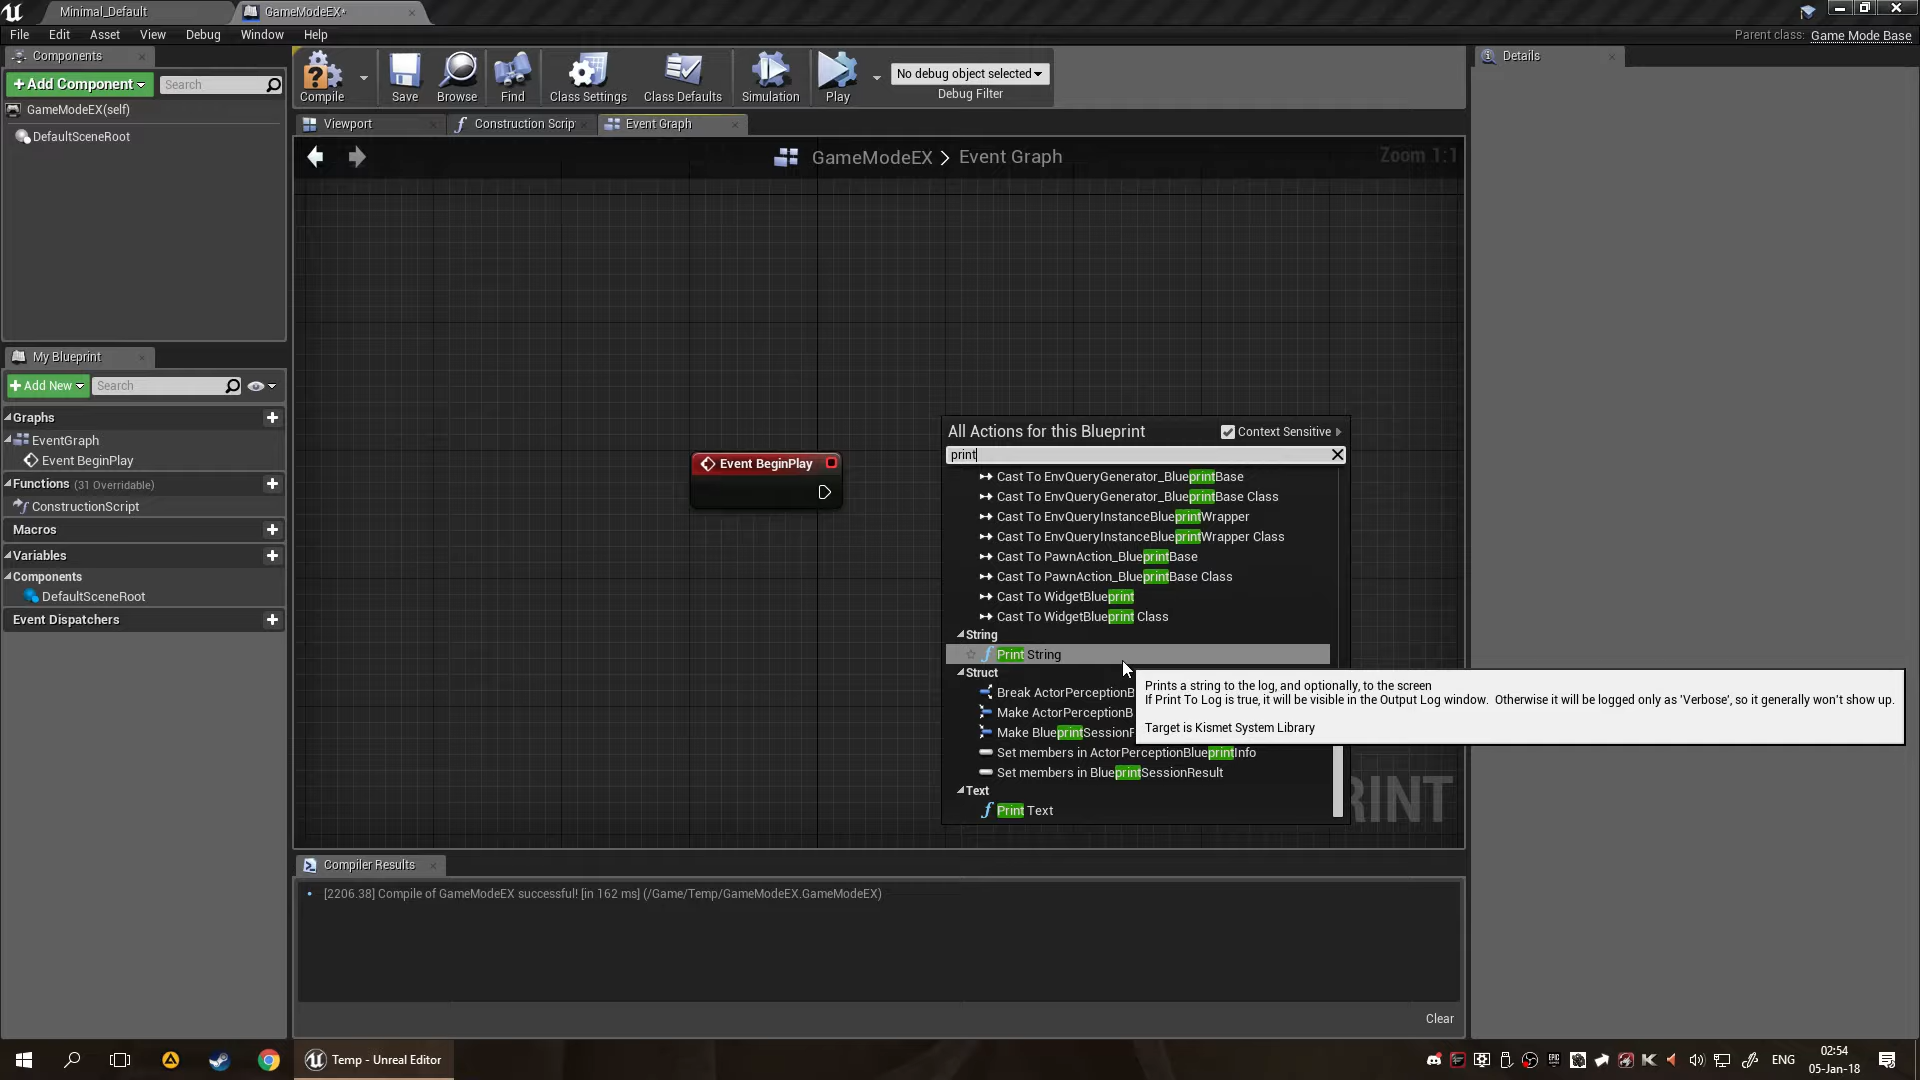 Minimal_Default
GameModeEX*
File Edit Asset View Debug Window Help
Parent class: Game Mode Base
Components
Add Component
Search
GameModeEX(self)
DefaultSceneRoot
Compile
Save
Browse
Find
Class Settings
Class Defaults
Simulation
Play
No debug object selected
Debug Filter
Details
Viewport
Construction Scrip
Event Graph
GameModeEX > Event Graph
Zoom 1:1
My Blueprint
Add New
Search
Graphs
EventGraph
Event BeginPlay
Functions (31 Overridable)
ConstructionScript
Macros
Variables
Components
DefaultSceneRoot
Event Dispatchers
Event BeginPlay
All Actions for this Blueprint
Context Sensitive
print
Cast To EnvQueryGenerator_BlueprintBase
Cast To EnvQueryGenerator_BlueprintBase Class
Cast To EnvQueryInstanceBlueprintWrapper
Cast To EnvQueryInstanceBlueprintWrapper Class
Cast To PawnAction_BlueprintBase
Cast To PawnAction_BlueprintBase Class
Cast To WidgetBlueprint
Cast To WidgetBlueprint Class
String
Print String
Struct
Break ActorPerceptionB
Make ActorPerceptionB
Make BlueprintSessionF
Set members in ActorPerceptionBlueprintInfo
Set members in BlueprintSessionResult
Text
Print Text
Prints a string to the log, and optionally, to the screen
If Print To Log is true, it will be visible in the Output Log window. Otherwise it will be logged only as 'Verbose', so it generally won't show up.
Target is Kismet System Library
RINT
Compiler Results
[2206.38] Compile of GameModeEX successful! [in 162 ms] (/Game/Temp/GameModeEX.GameModeEX)
Clear
Temp - Unreal Editor
ENG
02:54
05-Jan-18